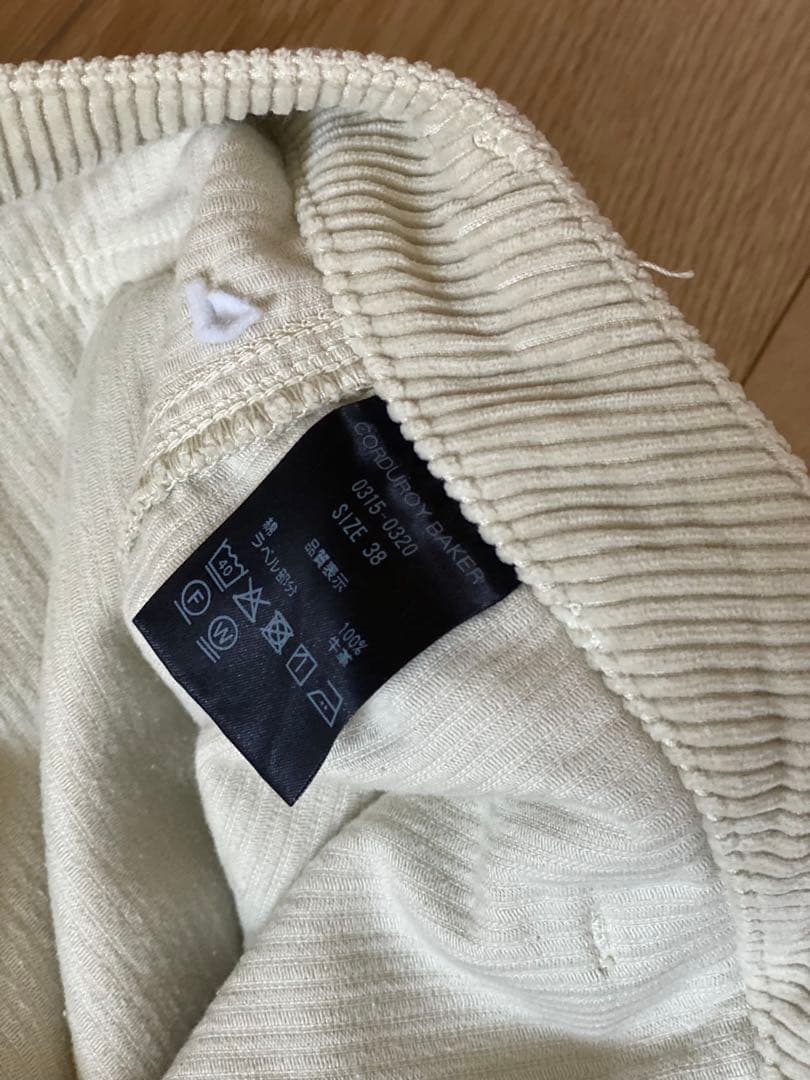 CORDUROY BAKER
0315-0320
SIZE 38
品質表示
綿 100%
ラベル部分 牛革
40
F W